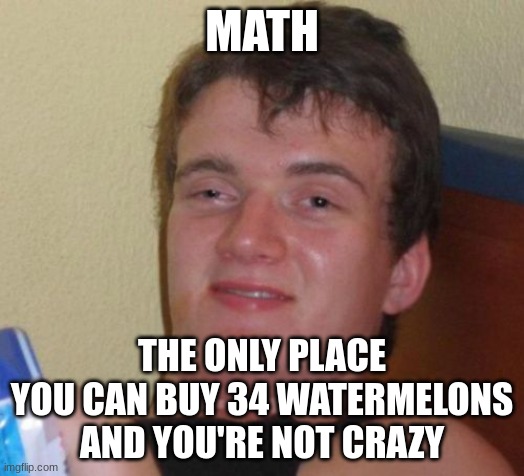 MATH
THE ONLY PLACE
YOU CAN BUY 34 WATERMELONS
AND YOU'RE NOT CRAZY
imgflip.com